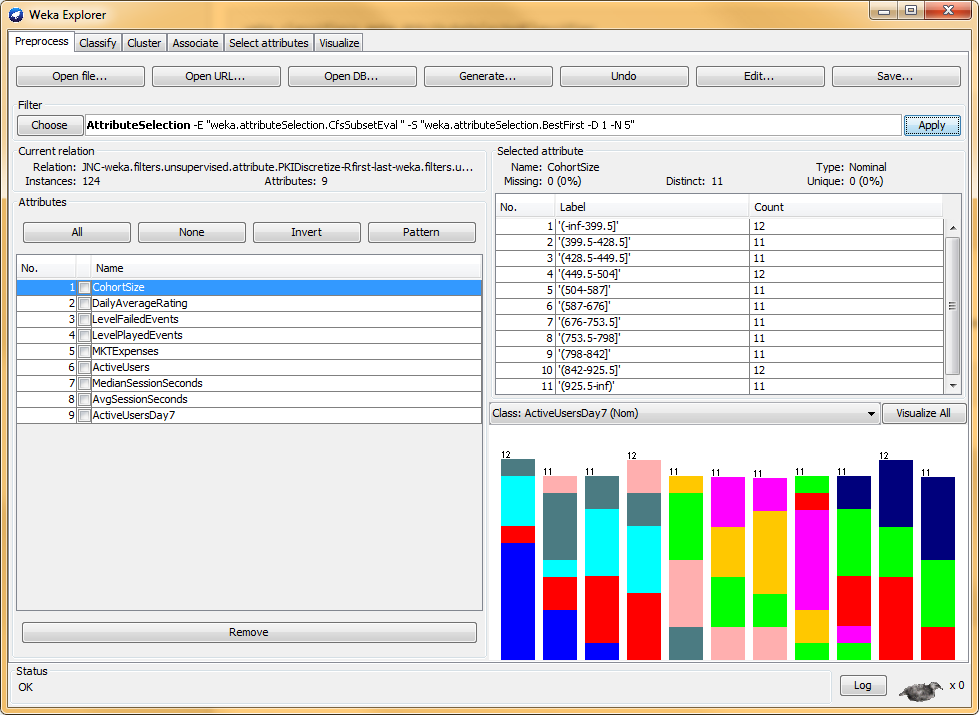 Weka Explorer
Preprocess Classify Cluster Associate Select attributes Visualize
Open file... Open URL... Open DB... Generate... Undo Edit... Save...
Filter
Choose AttributeSelection -E "weka.attributeSelection.CfsSubsetEval " -S "weka.attributeSelection.BestFirst -D 1 -N 5" Apply
Current relation
Relation: JNC-weka.filters.unsupervised.attribute.PKIDiscretize-Rfirst-last-weka.filters.u...
Instances: 124 Attributes: 9
Attributes
All None Invert Pattern
No. Name
1 CohortSize
2 DailyAverageRating
3 LevelFailedEvents
4 LevelPlayedEvents
5 MKTExpenses
6 ActiveUsers
7 MedianSessionSeconds
8 AvgSessionSeconds
9 ActiveUsersDay7
Remove
Selected attribute
Name: CohortSize Type: Nominal
Missing: 0 (0%) Distinct: 11 Unique: 0 (0%)
No. Label Count
1 '(-inf-399.5]' 12
2 '(399.5-428.5]' 11
3 '(428.5-449.5]' 11
4 '(449.5-504]' 12
5 '(504-587]' 11
6 '(587-676]' 11
7 '(676-753.5]' 11
8 '(753.5-798]' 11
9 '(798-842]' 11
10 '(842-925.5]' 12
11 '(925.5-inf)' 11
Class: ActiveUsersDay7 (Nom) Visualize All
12 11 11 12 11 11 11 11 11 12 11
Status
OK
Log x 0